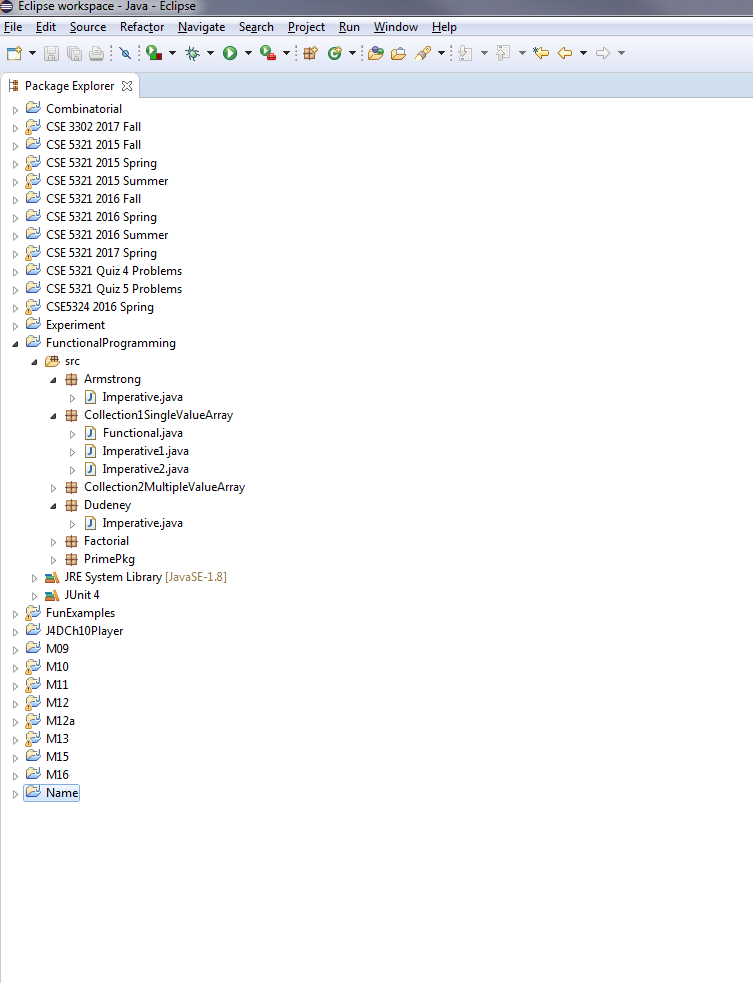 Eclipse workspace - Java - Eclipse
File Edit Source Refactor Navigate Search Project Run Window Help
Package Explorer
Combinatorial
CSE 3302 2017 Fall
CSE 5321 2015 Fall
CSE 5321 2015 Spring
CSE 5321 2015 Summer
CSE 5321 2016 Fall
CSE 5321 2016 Spring
CSE 5321 2016 Summer
CSE 5321 2017 Spring
CSE 5321 Quiz 4 Problems
CSE 5321 Quiz 5 Problems
CSE5324 2016 Spring
Experiment
FunctionalProgramming
src
Armstrong
Imperative.java
Collection1SingleValueArray
Functional.java
Imperative1.java
Imperative2.java
Collection2MultipleValueArray
Dudeney
Imperative.java
Factorial
PrimePkg
JRE System Library [JavaSE-1.8]
JUnit 4
FunExamples
J4DCh10Player
M09
M10
M11
M12
M12a
M13
M15
M16
Name